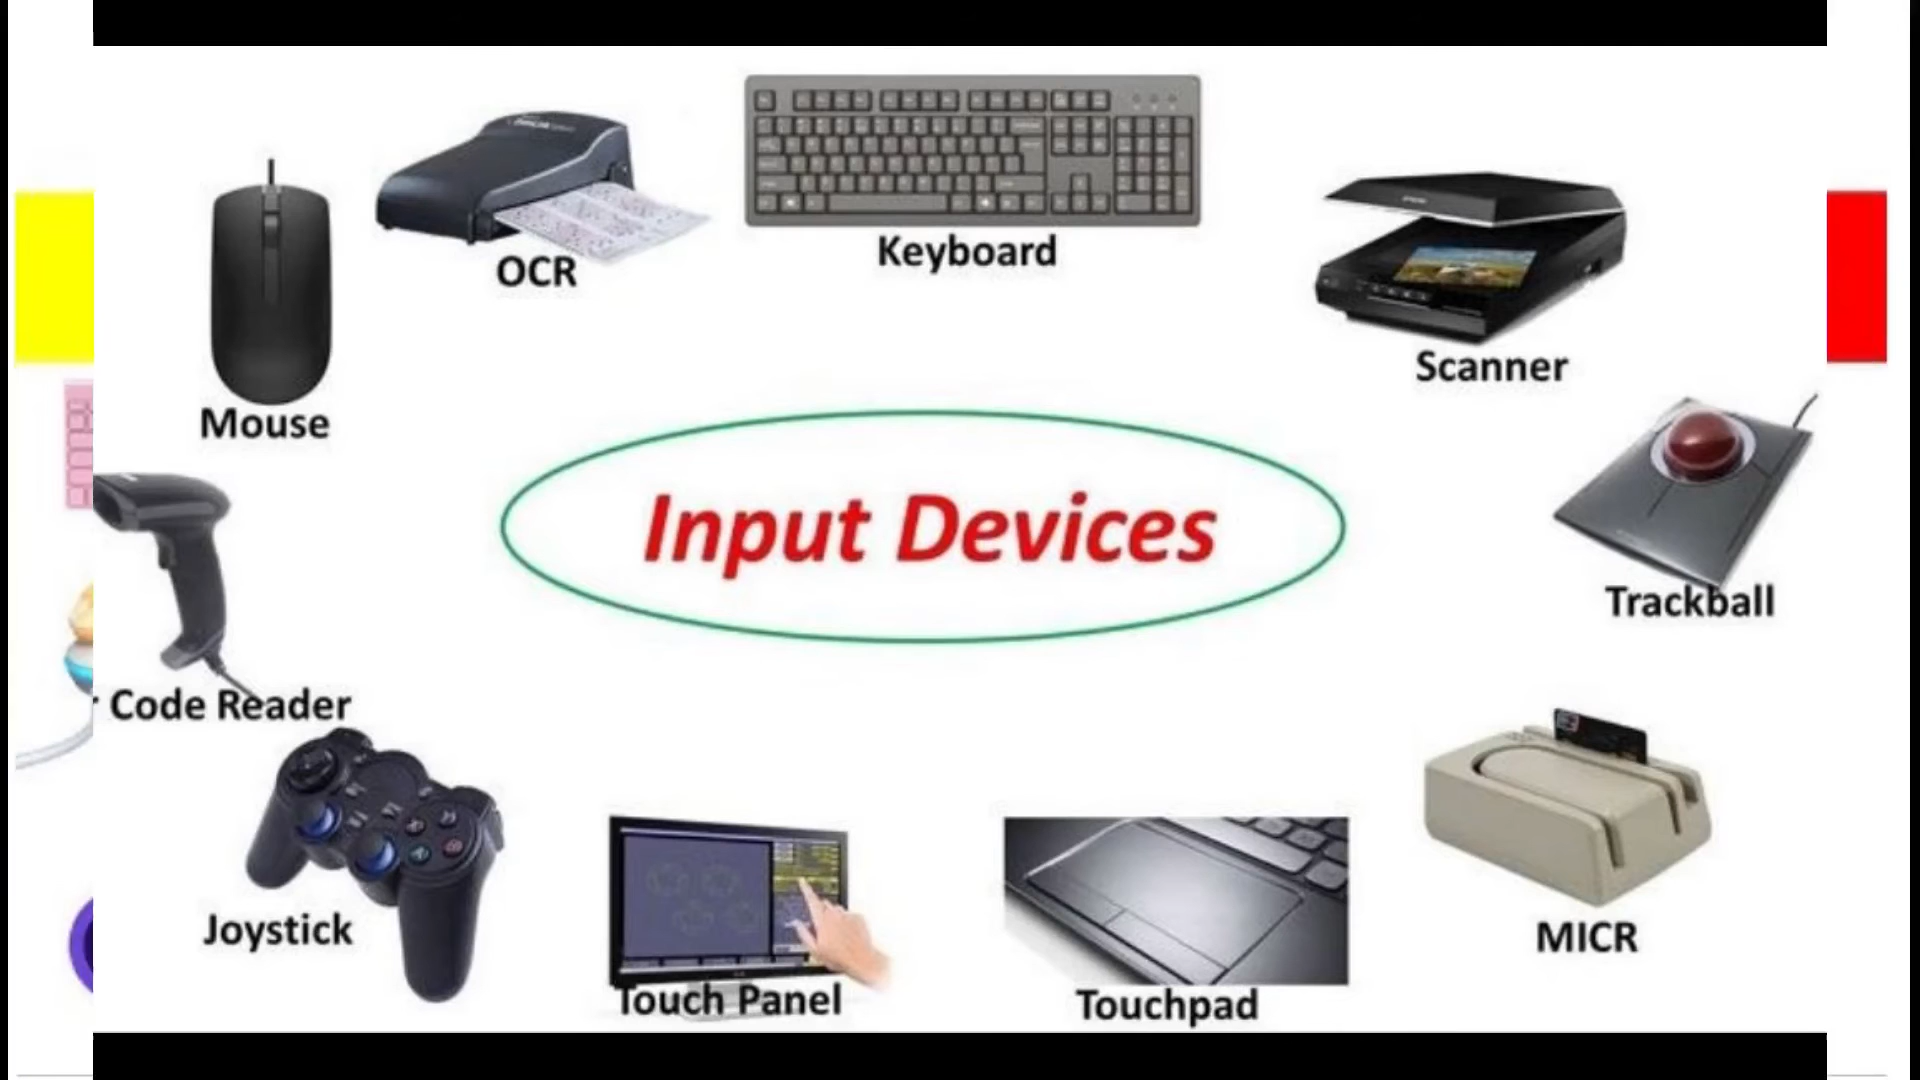 Keyboard
OCR
Scanner
Mouse
Input Devices
Trackball
Code Reader
Joystick
MICR
Touch Panel
Touchpad